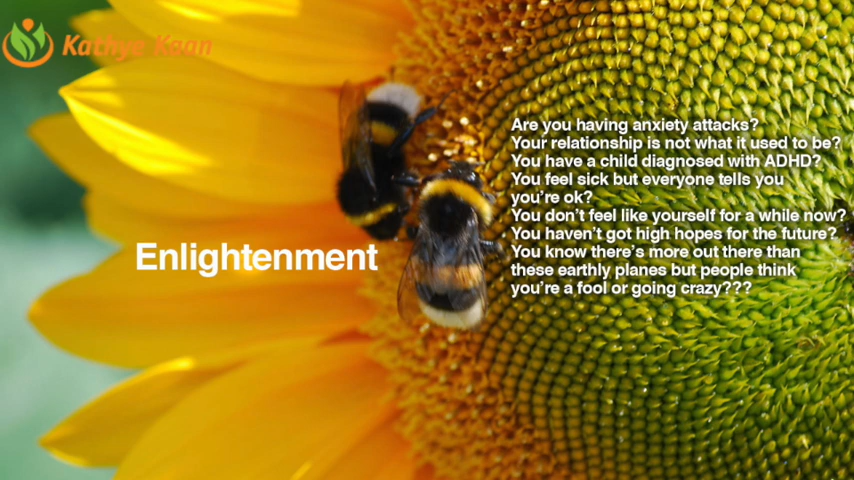 Kathye Kaan
Enlightenment
Are you having anxiety attacks?
Your relationship is not what it used to be?
You have a child diagnosed with ADHD?
You feel sick but everyone tells you
you're ok?
You don't feel like yourself for a while now?
You haven't got high hopes for the future?
You know there's more out there than
these earthly planes but people think
you're a fool or going crazy???